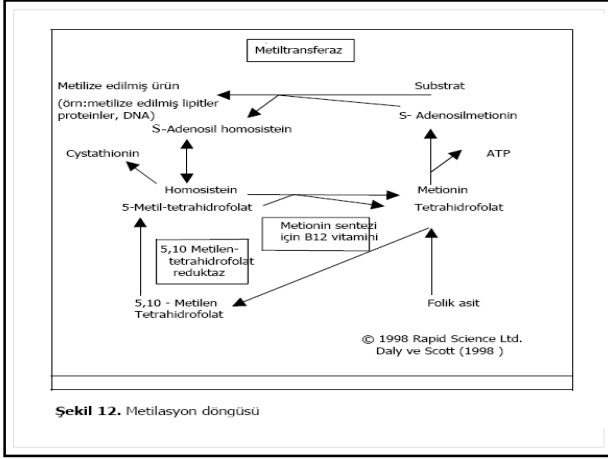 Metiltransferaz
Metilize edilmiş ürün
(örn:metilize edilmiş lipitler
proteinler, DNA)
Substrat
S- Adenosilmetionin
S-Adenosil homosistein
Cystathionin
ATP
Homosistein
5-Metil-tetrahidrofolat
Metionin
Tetrahidrofolat
Metionin sentezi
için B12 vitamini
5,10 Metilen-
tetrahidrofolat
reduktaz
5,10 - Metilen
Tetrahidrofolat
Folik asit
© 1998 Rapid Science Ltd.
Daly ve Scott (1998 )
Şekil 12. Metilasyon döngüsü